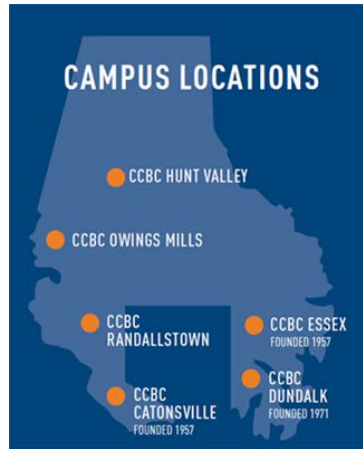 CAMPUS LOCATIONS
CCBC HUNT VALLEY
CCBC OWINGS MILLS
CCBC
RANDALLSTOWN
CCBC ESSEX
FOUNDED 1957
CCBC
DUNDALK
FOUNDED 1971
CCBC
CATONSVILLE
FOUNDED 1957